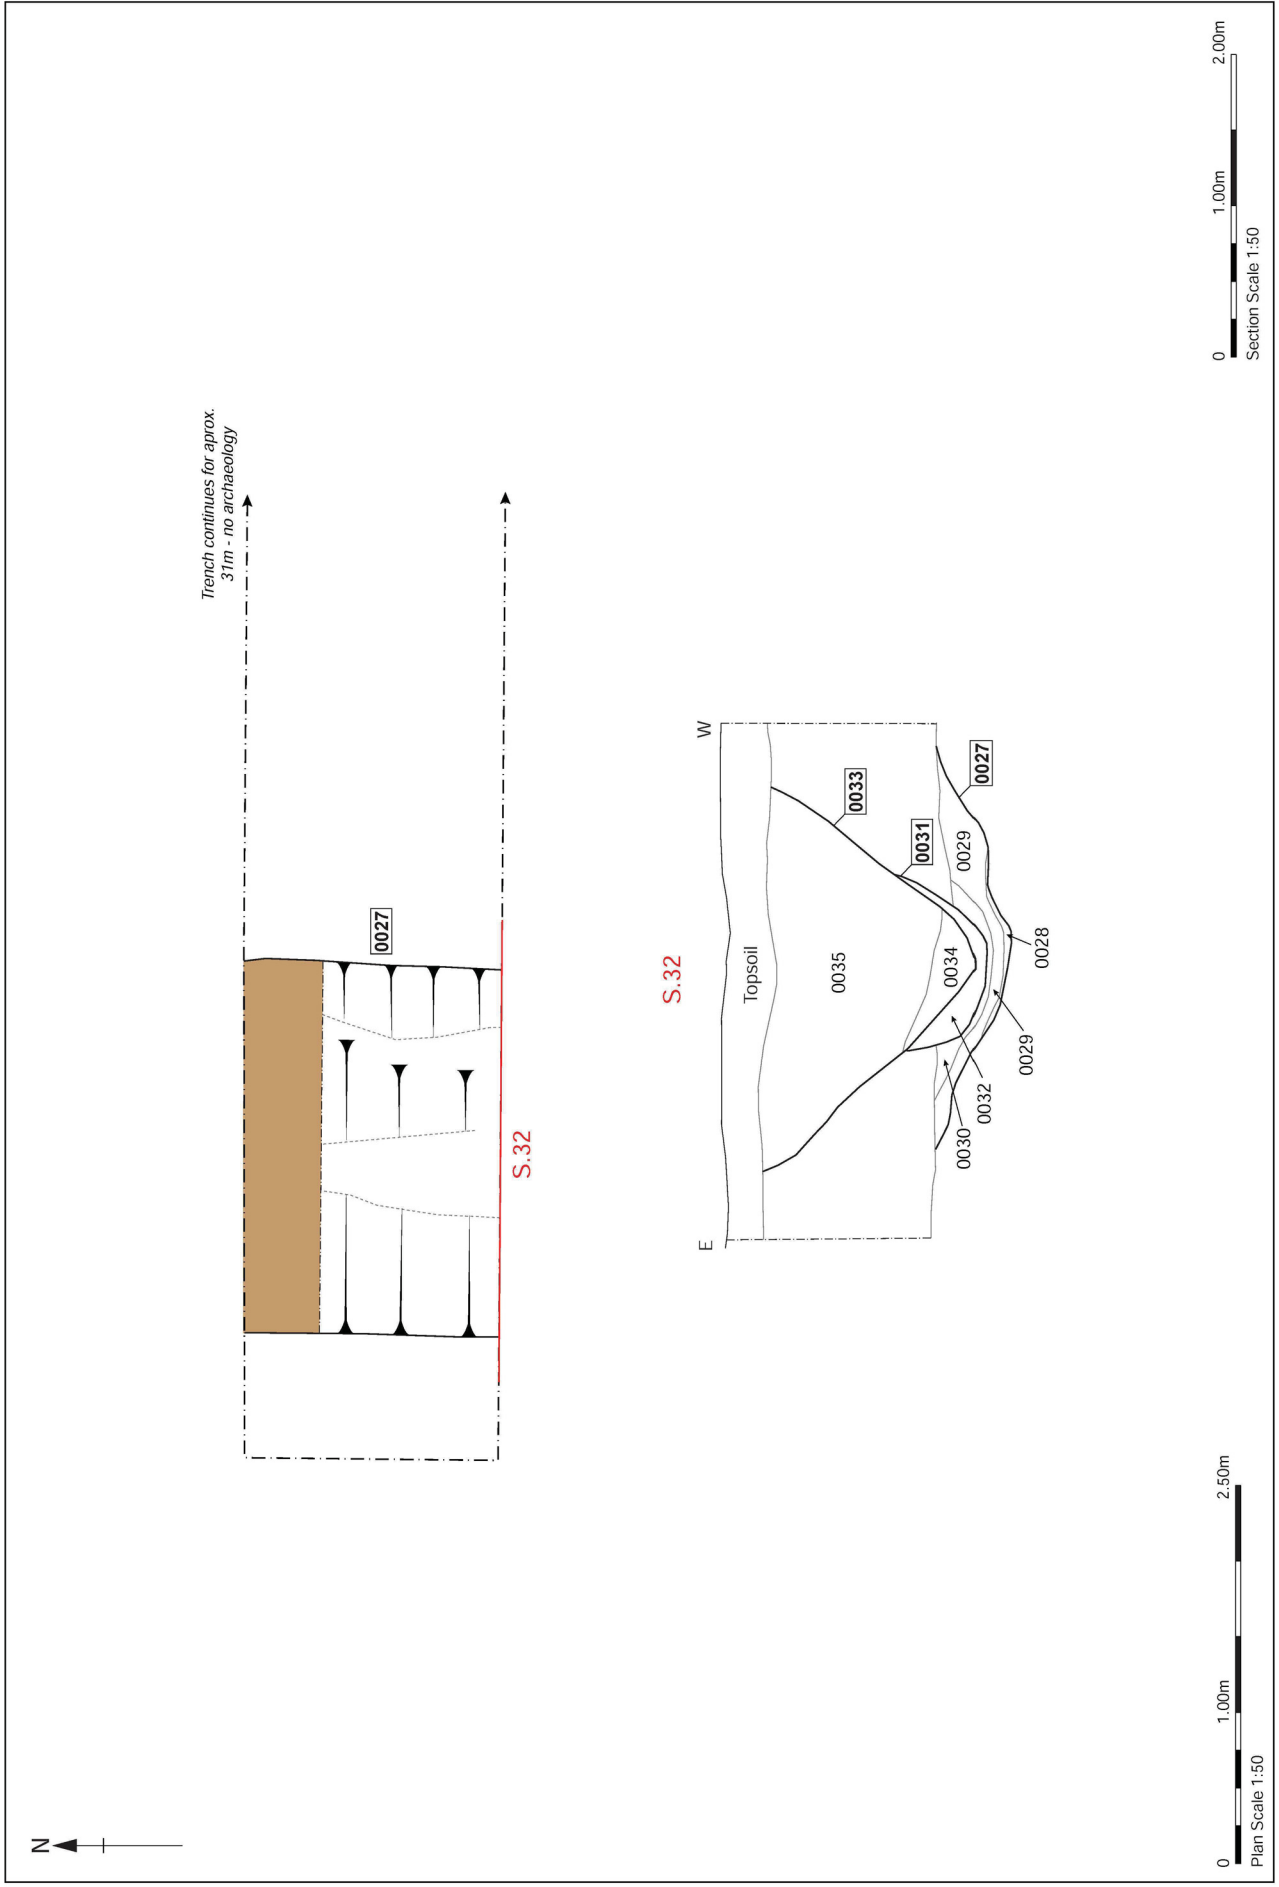 N
Trench continues for aprox.
31m - no archaeology
0027
S.32
S.32
E
W
Topsoil
0033
0035
0031
0027
0029
0034
0030
0032
0029
0028
0
1.00m
2.50m
Plan Scale 1:50
0
1.00m
2.00m
Section Scale 1:50